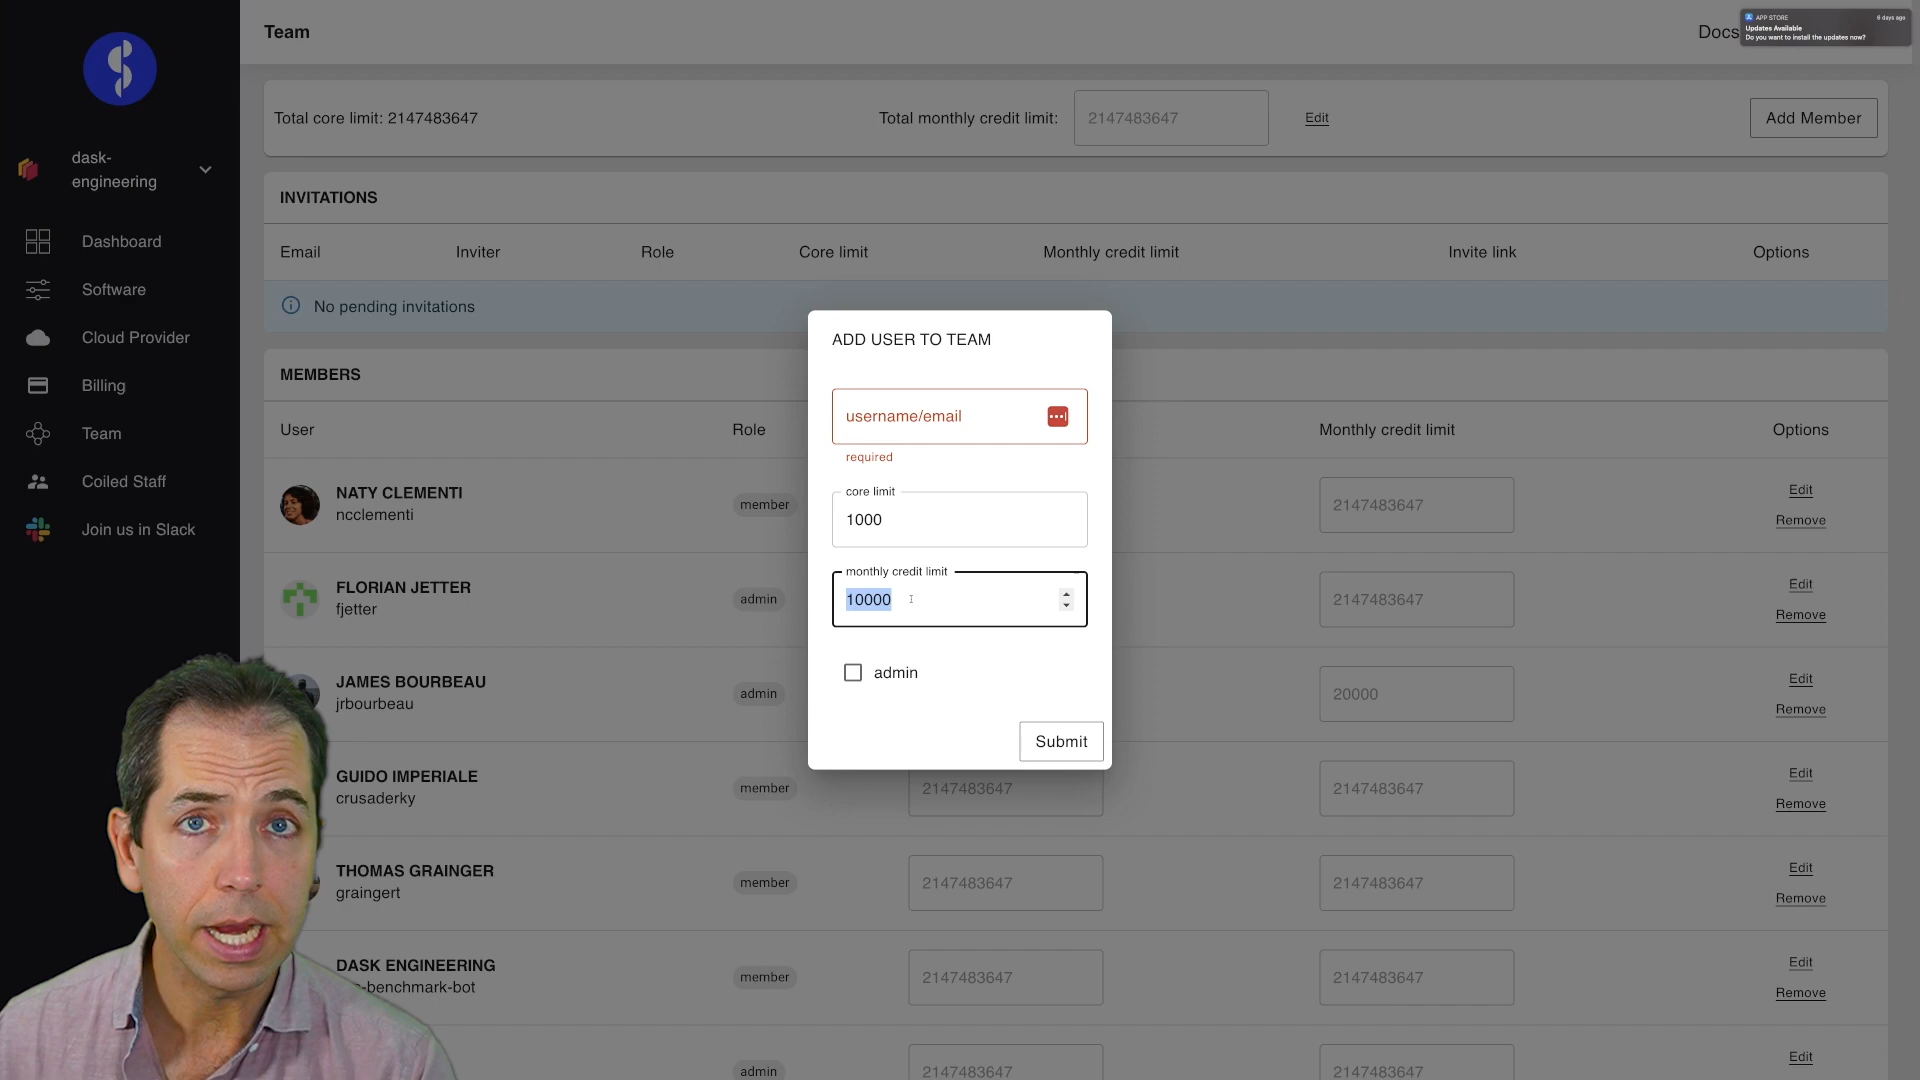 Team
Docs
APP STORE
6 days ago
Updates Available
Do you want to install the updates now?
dask-
engineering
Dashboard
Software
Cloud Provider
Billing
Team
Coiled Staff
Join us in Slack
Total core limit: 2147483647
Total monthly credit limit:
2147483647
Edit
Add Member
INVITATIONS
Email Inviter Role Core limit Monthly credit limit Invite link Options
No pending invitations
MEMBERS
User Role Monthly credit limit Options
NATY CLEMENTI
ncclementi
member
2147483647
Edit
Remove
FLORIAN JETTER
fjetter
admin
2147483647
Edit
Remove
JAMES BOURBEAU
jrbourbeau
admin
20000
Edit
Remove
GUIDO IMPERIALE
crusaderky
member
2147483647
2147483647
Edit
Remove
THOMAS GRAINGER
graingert
member
2147483647
2147483647
Edit
Remove
DASK ENGINEERING
-benchmark-bot
member
2147483647
2147483647
Edit
Remove
admin
2147483647
2147483647
Edit
ADD USER TO TEAM
username/email
required
core limit
1000
monthly credit limit
10000
admin
Submit